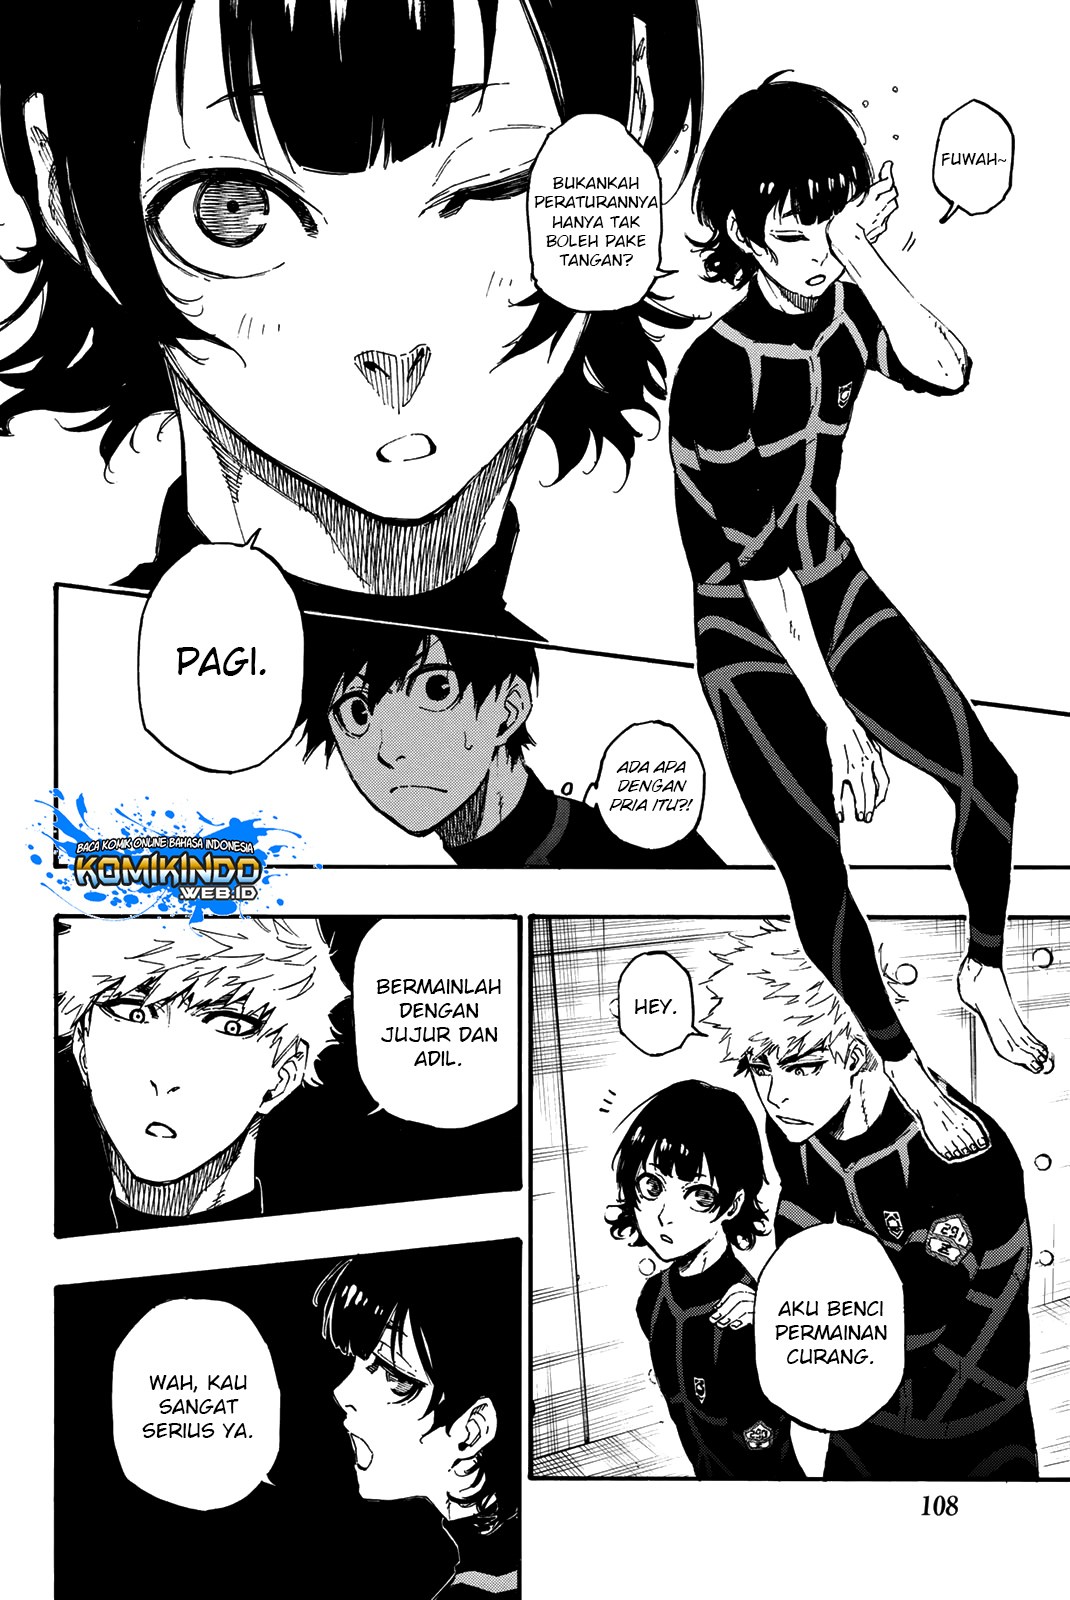 FUWAH~
BUKANKAH
PERATURANNYA
HANYA TAK
BOLEH PAKE
TANGAN?
PAGI.
ADA APA
DENGAN
PRIA ITU?!
BACA KOMIK ONLINE BAHASA INDONESIA
KOMIKINDO
WEB.ID
HEY.
AKU BENCI
PERMAINAN
CURANG.
291
BERMAINLAH
DENGAN
JUJUR DAN
ADIL.
WAH, KAU
SANGAT
SERIUS YA.
108